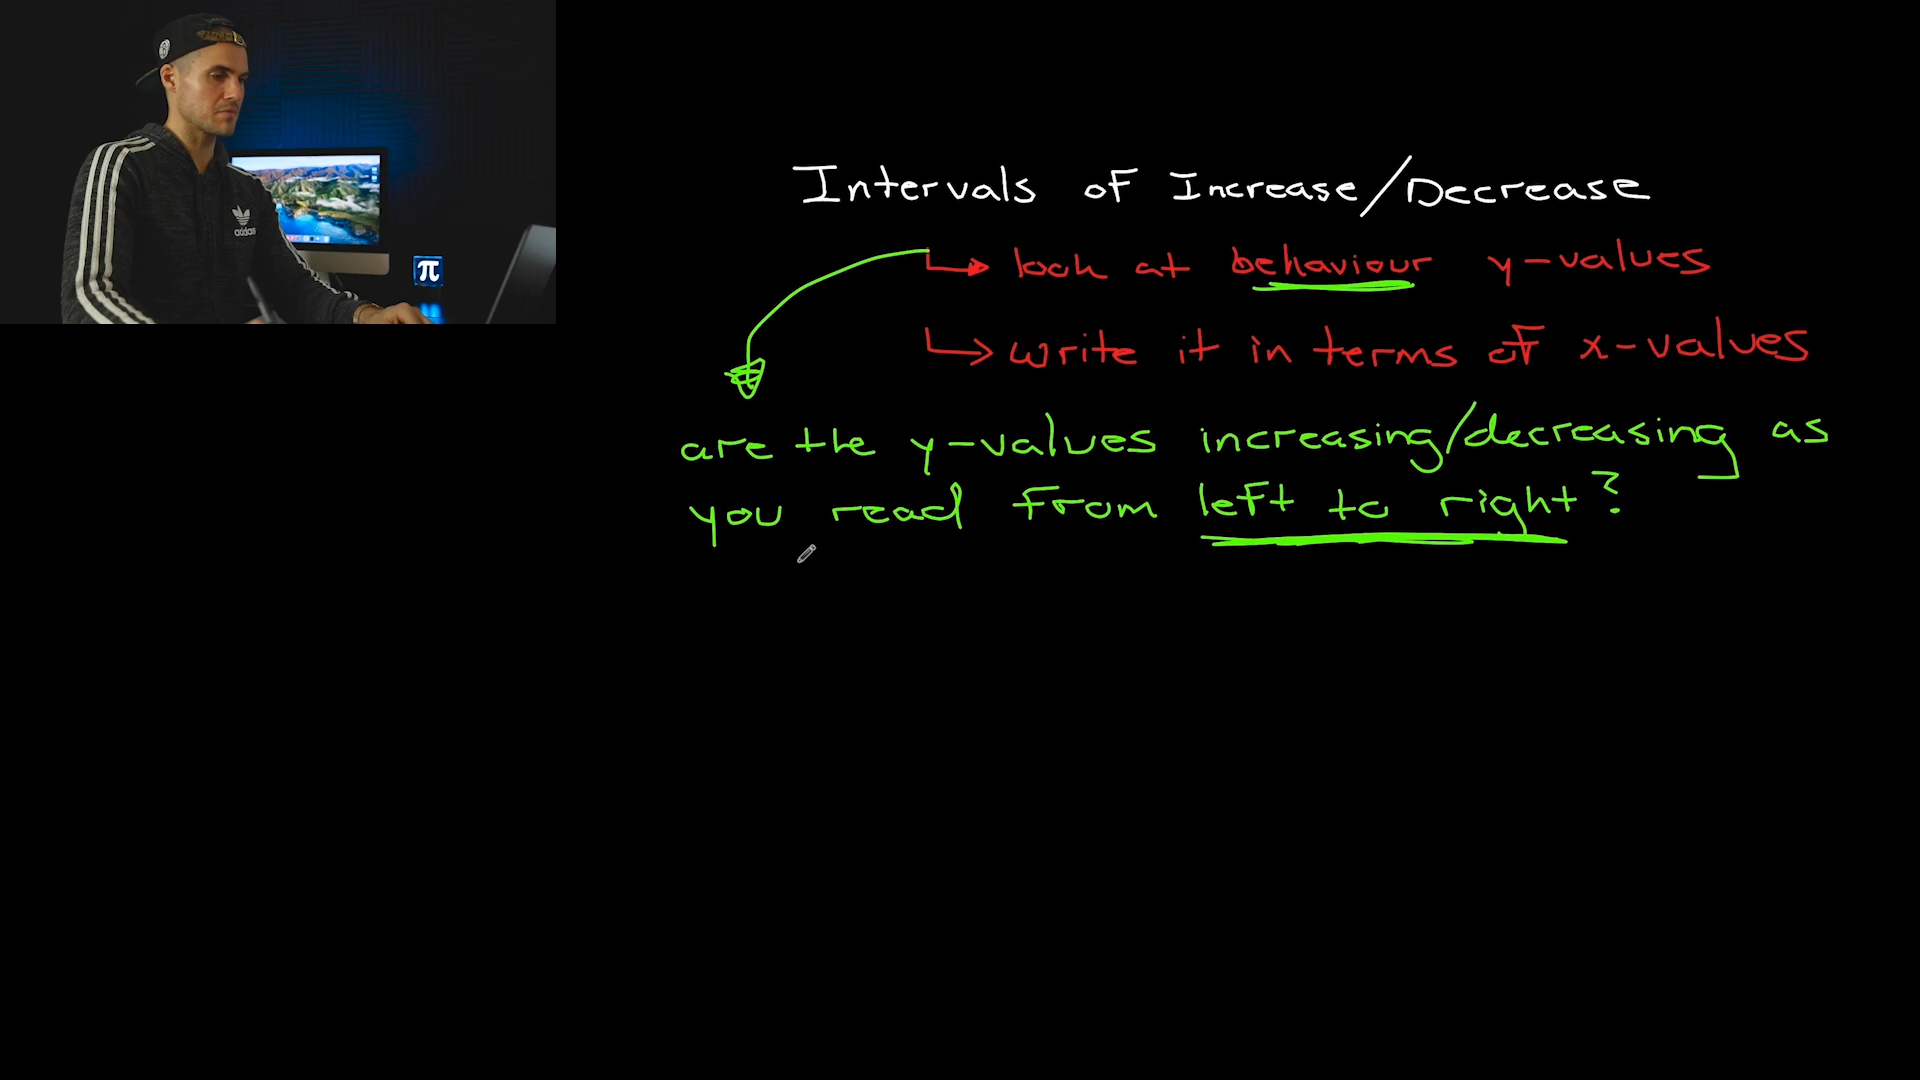 Intervals of Increase/Decrease
look at behaviour y-values
write it in terms of x-values
are the y-values increasing/decreasing as
you read from left to right?
adidas
π